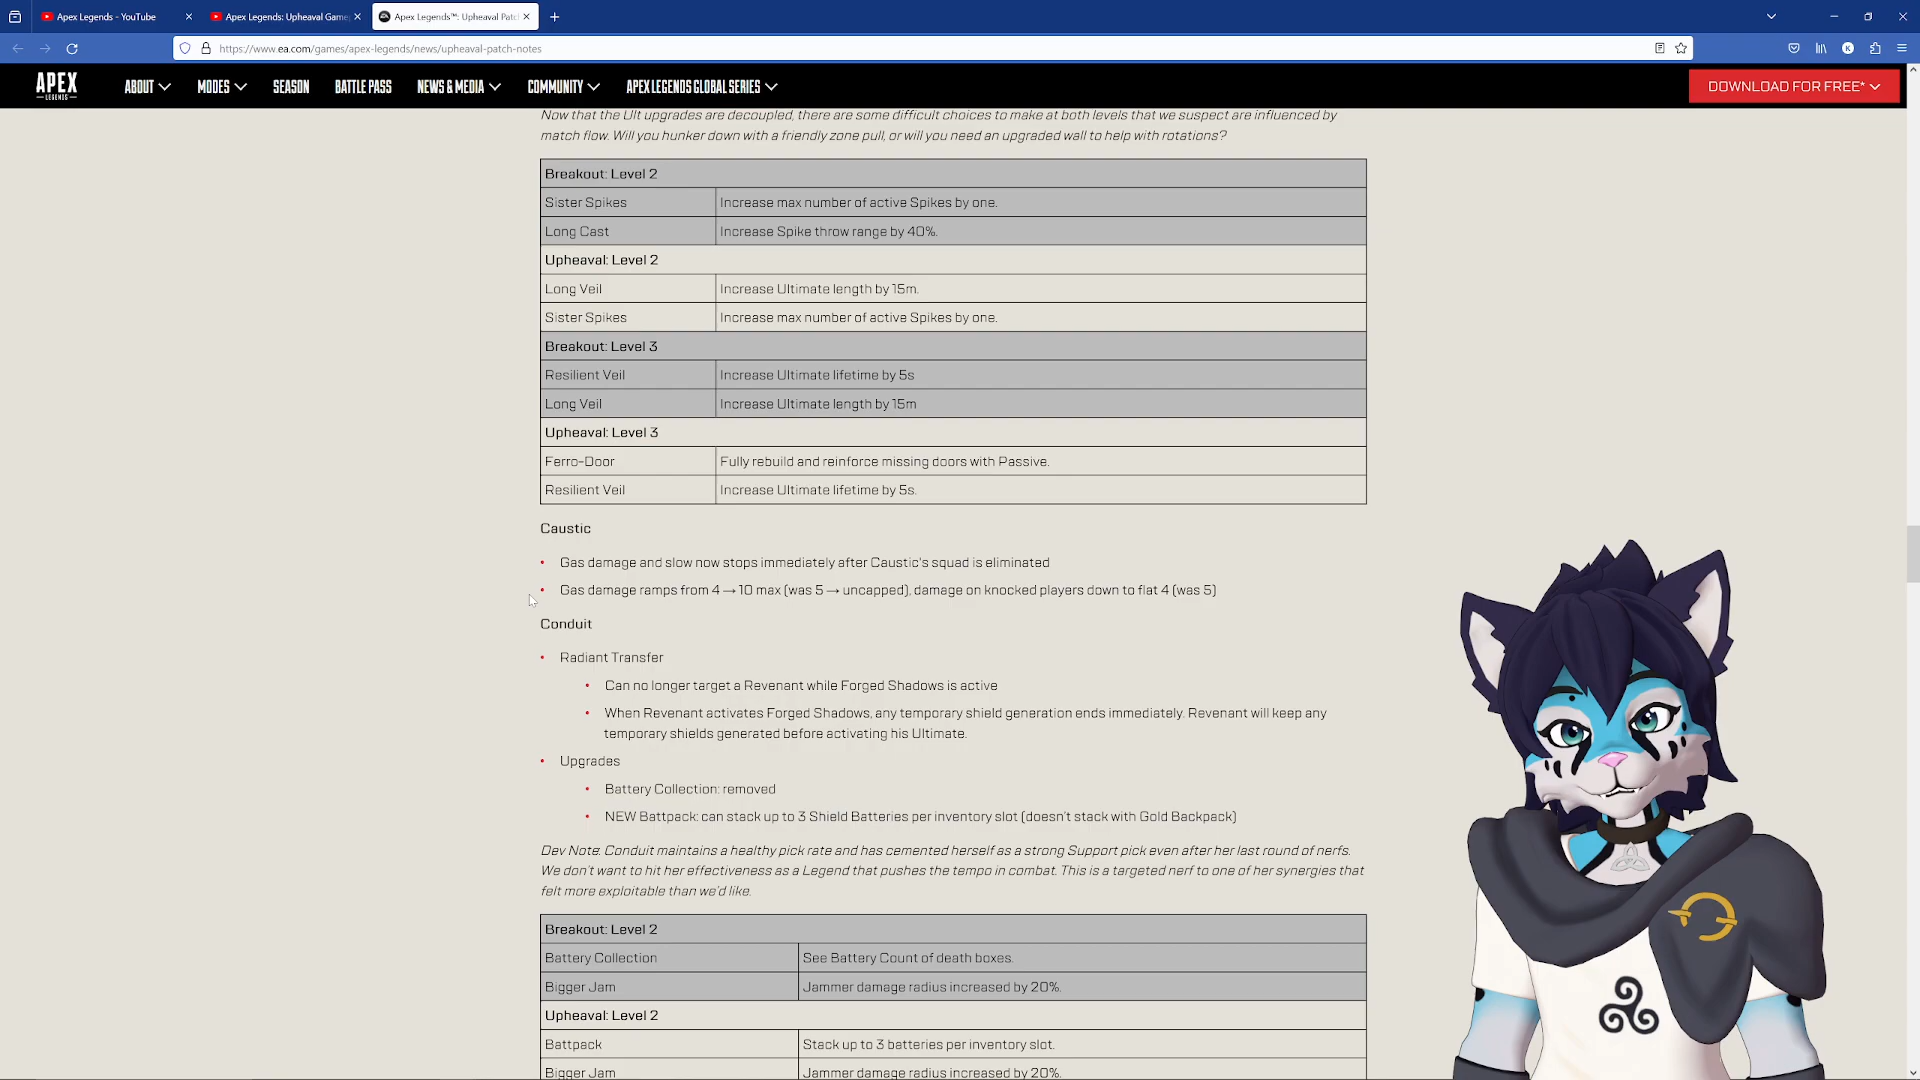 Apex Legends - YouTube
Apex Legends: Upheaval Game
Apex Legends™: Upheaval Patc
https://www.ea.com/games/apex-legends/news/upheaval-patch-notes
K
APEX
LEGENDS
ABOUT
MODES
SEASON
BATTLE PASS
NEWS & MEDIA
COMMUNITY
APEX LEGENDS GLOBAL SERIES
DOWNLOAD FOR FREE*
Now that the Ult upgrades are decoupled, there are some difficult choices to make at both levels that we suspect are influenced by
match flow. Will you hunker down with a friendly zone pull, or will you need an upgraded wall to help with rotations?
Breakout: Level 2
Sister Spikes Increase max number of active Spikes by one.
Long Cast Increase Spike throw range by 40%.
Upheaval: Level 2
Long Veil Increase Ultimate length by 15m.
Sister Spikes Increase max number of active Spikes by one.
Breakout: Level 3
Resilient Veil Increase Ultimate lifetime by 5s
Long Veil Increase Ultimate length by 15m
Upheaval: Level 3
Ferro-Door Fully rebuild and reinforce missing doors with Passive.
Resilient Veil Increase Ultimate lifetime by 5s.
Caustic
• Gas damage and slow now stops immediately after Caustic's squad is eliminated
• Gas damage ramps from 4 → 10 max (was 5 → uncapped), damage on knocked players down to flat 4 (was 5)
Conduit
• Radiant Transfer
• Can no longer target a Revenant while Forged Shadows is active
• When Revenant activates Forged Shadows, any temporary shield generation ends immediately. Revenant will keep any
temporary shields generated before activating his Ultimate.
• Upgrades
• Battery Collection: removed
• NEW Battpack: can stack up to 3 Shield Batteries per inventory slot (doesn't stack with Gold Backpack)
Dev Note: Conduit maintains a healthy pick rate and has cemented herself as a strong Support pick even after her last round of nerfs.
We don't want to hit her effectiveness as a Legend that pushes the tempo in combat. This is a targeted nerf to one of her synergies that
felt more exploitable than we'd like.
Breakout: Level 2
Battery Collection See Battery Count of death boxes.
Bigger Jam Jammer damage radius increased by 20%.
Upheaval: Level 2
Battpack Stack up to 3 batteries per inventory slot.
Bigger Jam Jammer damage radius increased by 20%.